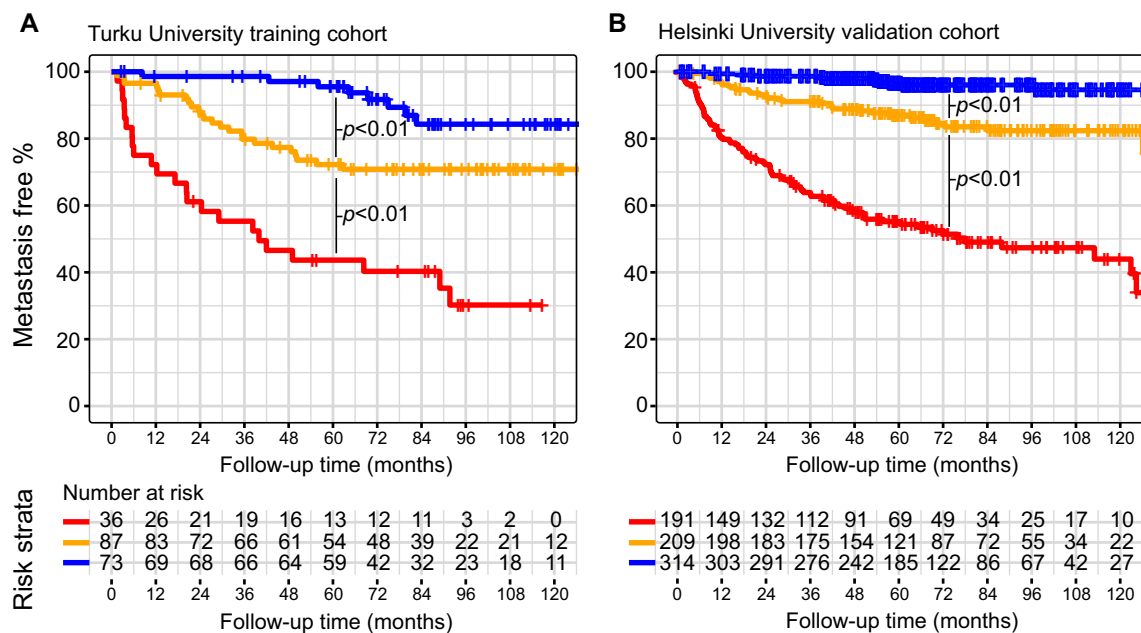 A
Turku University training cohort
Metastasis free %
100
80
60
40
20
0
-p<0.01
-p<0.01
0 12 24 36 48 60 72 84 96 108 120
Follow-up time (months)
B
Helsinki University validation cohort
100
80
60
40
20
0
-p<0.01
-p<0.01
0 12 24 36 48 60 72 84 96 108 120
Follow-up time (months)
Risk strata
Number at risk
36 26 21 19 16 13 12 11 3 2 0
87 83 72 66 61 54 48 39 22 21 12
73 69 68 66 64 59 42 32 23 18 11
0 12 24 36 48 60 72 84 96 108 120
Follow-up time (months)
191 149 132 112 91 69 49 34 25 17 10
209 198 183 175 154 121 87 72 55 34 22
314 303 291 276 242 185 122 86 67 42 27
0 12 24 36 48 60 72 84 96 108 120
Follow-up time (months)